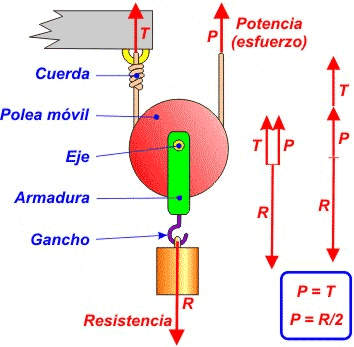 T
P
Potencia
(esfuerzo)
Cuerda
Polea móvil
Eje
Armadura
Gancho
R
Resistencia
T
P
R
T
P
R
P = T
P = R/2